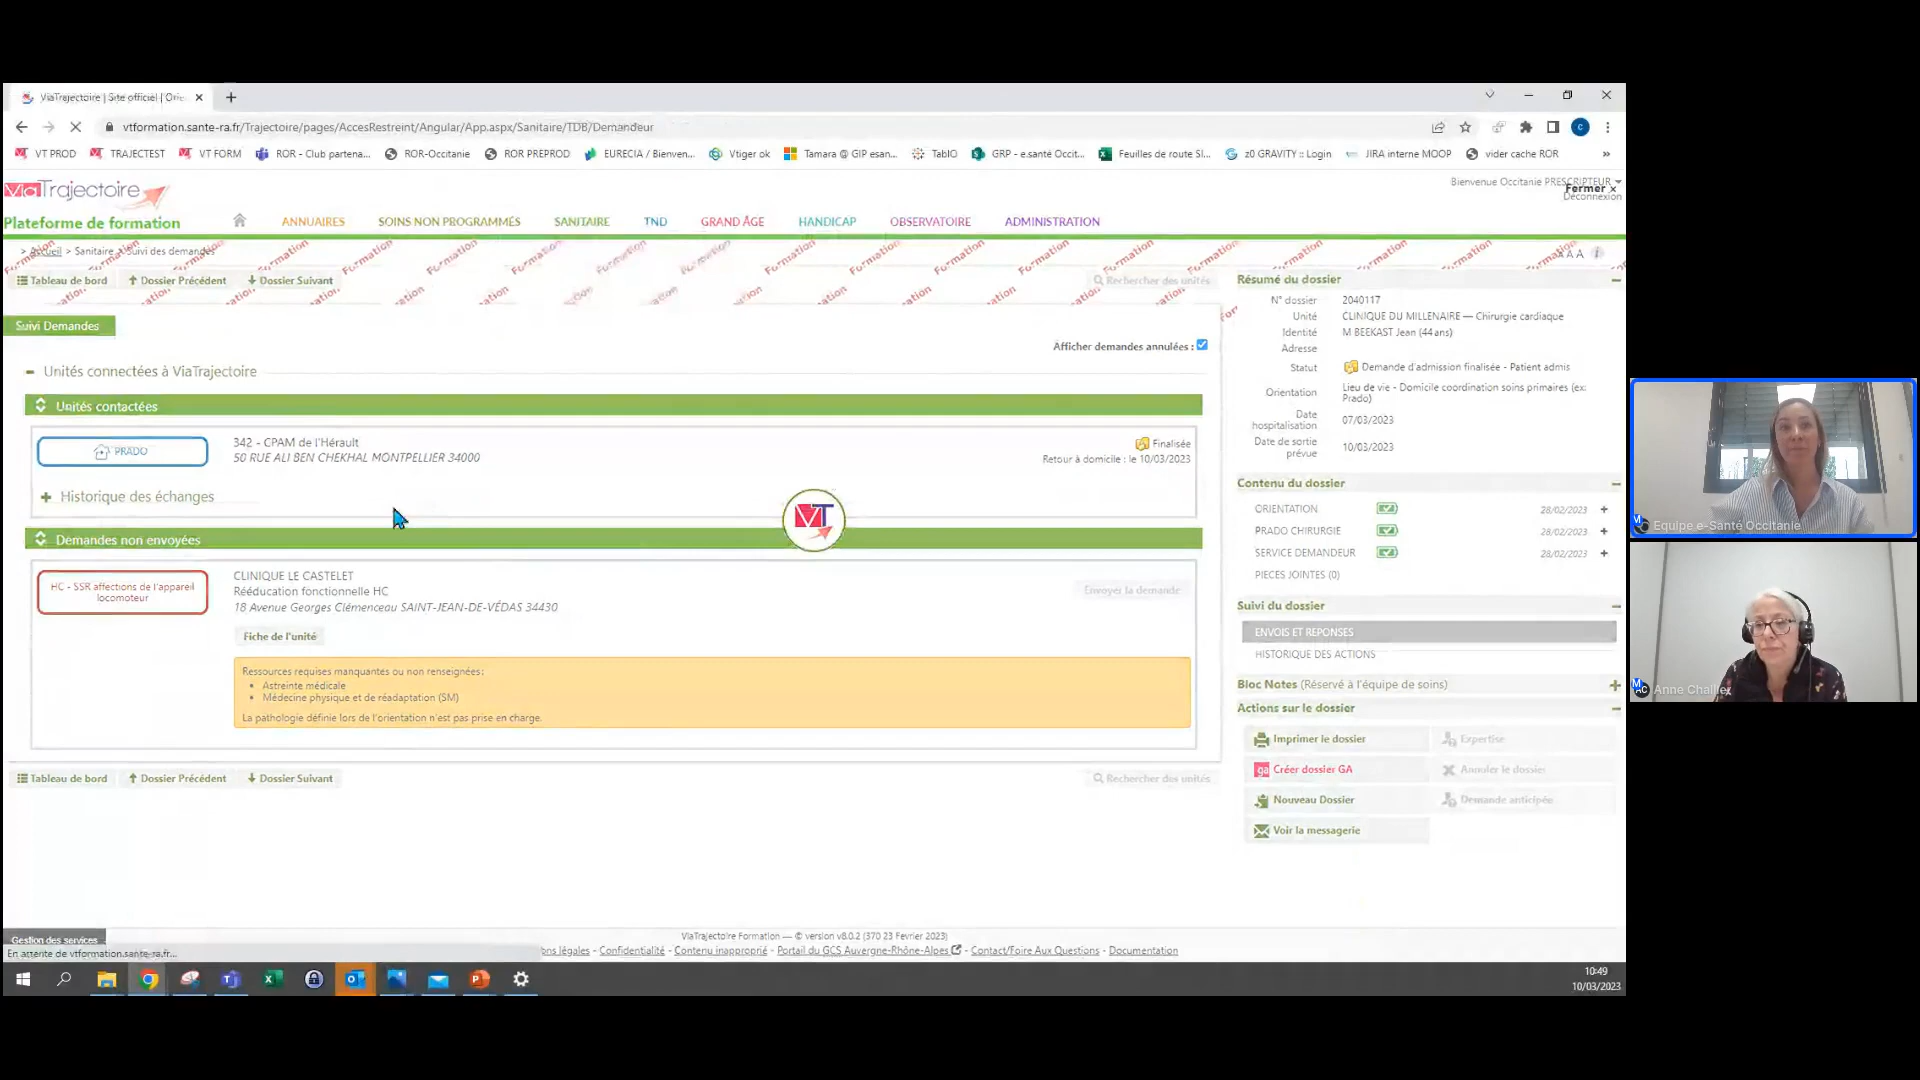 ViaTrajectoire | Site officiel | Orie
vtformation.sante-ra.fr/Trajectoire/pages/AccesRestreint/Angular/App.aspx/Sanitaire/TDB/Demandeur
VT PROD
TRAJECTEST
VT FORM
ROR - Club partena...
ROR-Occitanie
ROR PREPROD
EURECIA / Bienven...
Vtiger ok
Tamara @ GIP esan...
TablO
GRP - e.santé Occit...
Feuilles de route SI...
z0 GRAVITY :: Login
JIRA interne MOOP
vider cache ROR
»
ViaTrajectoire
Bienvenue Occitanie PRESCRIPTEUR
Fermer ×
Déconnexion
Plateforme de formation
ANNUAIRES
SOINS NON PROGRAMMÉS
SANITAIRE
TND
GRAND ÂGE
HANDICAP
OBSERVATOIRE
ADMINISTRATION
> Accueil > Sanitaire > Suivi des demandes
A A A i
Tableau de bord
Dossier Précédent
Dossier Suivant
Rechercher des unités
Suivi Demandes
Afficher demandes annulées :
Unités connectées à ViaTrajectoire
Unités contactées
PRADO
342 - CPAM de l'Hérault
50 RUE ALI BEN CHEKHAL MONTPELLIER 34000
Finalisée
Retour à domicile : le 10/03/2023
Historique des échanges
VT
Demandes non envoyées
HC - SSR affections de l'appareil
locomoteur
CLINIQUE LE CASTELET
Rééducation fonctionnelle HC
18 Avenue Georges Clémenceau SAINT-JEAN-DE-VÉDAS 34430
Envoyer la demande
Fiche de l'unité
Ressources requises manquantes ou non renseignées:
• Astreinte médicale
• Médecine physique et de réadaptation (SM)
La pathologie définie lors de l'orientation n'est pas prise en charge.
Tableau de bord
Dossier Précédent
Dossier Suivant
Rechercher des unités
Résumé du dossier
N° dossier 2040117
Unité CLINIQUE DU MILLENAIRE — Chirurgie cardiaque
Identité M BEEKAST Jean (44 ans)
Adresse
Statut Demande d'admission finalisée - Patient admis
Orientation Lieu de vie - Domicile coordination soins primaires (ex:
Prado)
Date
hospitalisation 07/03/2023
Date de sortie
prévue 10/03/2023
Contenu du dossier
ORIENTATION 28/02/2023
PRADO CHIRURGIE 28/02/2023
SERVICE DEMANDEUR 28/02/2023
PIECES JOINTES (0)
Suivi du dossier
ENVOIS ET REPONSES
HISTORIQUE DES ACTIONS
Bloc Notes (Réservé à l'équipe de soins)
Actions sur le dossier
Imprimer le dossier
Expertise
ga Créer dossier GA
Annuler le dossier
Nouveau Dossier
Demande anticipée
Voir la messagerie
Equipe e-Santé Occitanie
Gestion des services
En attente de vtformation.sante-ra.fr...
ViaTrajectoire Formation — © version v8.0.2 (370 23 Fevrier 2023)
ons légales - Confidentialité - Contenu inapproprié - Portail du GCS Auvergne-Rhône-Alpes - Contact/Foire Aux Questions - Documentation
10:49
10/03/2023